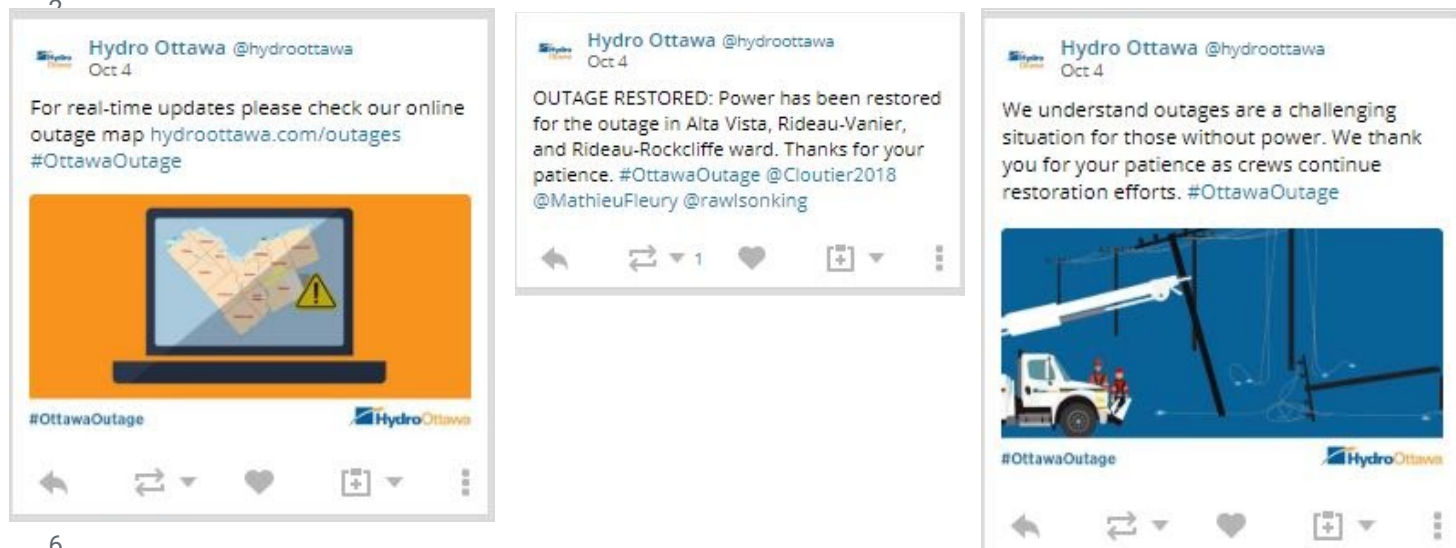 2
Hydro Ottawa @hydroottawa
Oct 4
For real-time updates please check our online
outage map hydroottawa.com/outages
#OttawaOutage
#OttawaOutage
HydroOttawa
Hydro Ottawa @hydroottawa
Oct 4
OUTAGE RESTORED: Power has been restored
for the outage in Alta Vista, Rideau-Vanier,
and Rideau-Rockcliffe ward. Thanks for your
patience. #OttawaOutage @Cloutier2018
@MathieuFleury @rawlsonking
1
Hydro Ottawa @hydroottawa
Oct 4
We understand outages are a challenging
situation for those without power. We thank
you for your patience as crews continue
restoration efforts. #OttawaOutage
#OttawaOutage
HydroOttawa
6